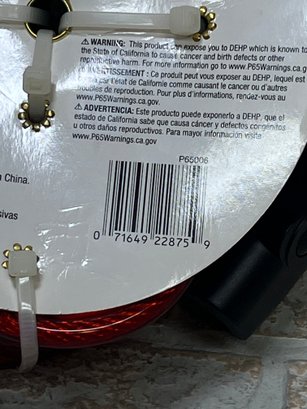 ⚠ WARNING: This product can expose you to DEHP which is known to
the State of California to cause cancer and birth defects or other
reproductive harm. For more information go to www.P65Warnings.ca.g
AVERTISSEMENT : Ce produit peut vous exposer au DEHP, lequel est
par l'État de Californie comme causant le cancer ou d'autres
troubles de reproduction. Pour plus d'informations, rendez-
www.P65Warnings.ca.gov.
⚠ ADVERTENCIA: Este producto puede exponerlo a DEHP, que el
estado de California sabe que causa cáncer y defectos congénitos
u otros daños reproductivos. Para mayor información visite
www.P65Warnings.ca.gov
P65006
n China.
sivas
0 71649 22875 9